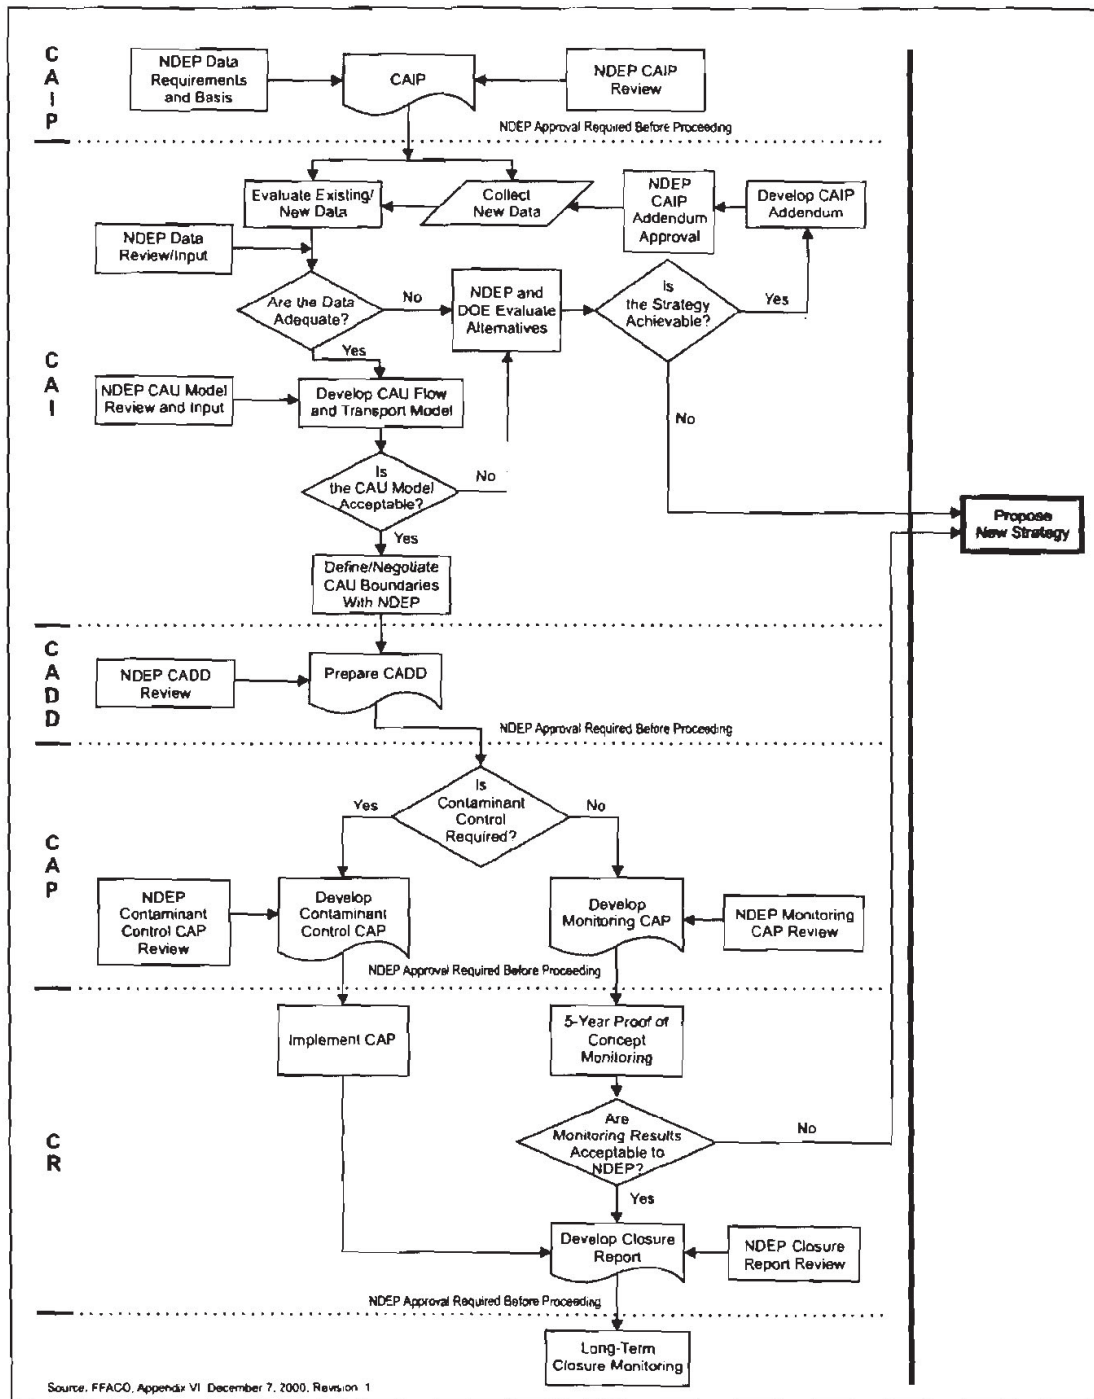 C
A
I
P
NDEP Data
Requirements
and Basis
CAIP
NDEP CAIP
Review
NDEP Approval Required Before Proceeding
Evaluate Existing/
New Data
Collect
New Data
NDEP
CAIP
Addendum
Approval
Develop CAIP
Addendum
NDEP Data
Review/Input
Are the Data
Adequate?
No
NDEP and
DOE Evaluate
Alternatives
Is
the Strategy
Achievable?
Yes
Yes
C
A
I
NDEP CAU Model
Review and Input
Develop CAU Flow
and Transport Model
No
Is
the CAU Model
Acceptable?
No
Yes
Propose
New Strategy
Define/Negotiate
CAU Boundaries
With NDEP
C
A
D
D
NDEP CADD
Review
Prepare CADD
NDEP Approval Required Before Proceeding
Is
Contaminant
Control
Required?
Yes
No
C
A
P
NDEP
Contaminant
Control CAP
Review
Develop
Contaminant
Control CAP
Develop
Monitoring CAP
NDEP Monitoring
CAP Review
NDEP Approval Required Before Proceeding
Implement CAP
5-Year Proof of
Concept
Monitoring
C
R
Are
Monitoring Results
Acceptable to
NDEP?
No
Yes
Develop Closure
Report
NDEP Closure
Report Review
NDEP Approval Required Before Proceeding
Long-Term
Closure Monitoring
Source, FFACO, Appendix VI December 7, 2000, Revision 1